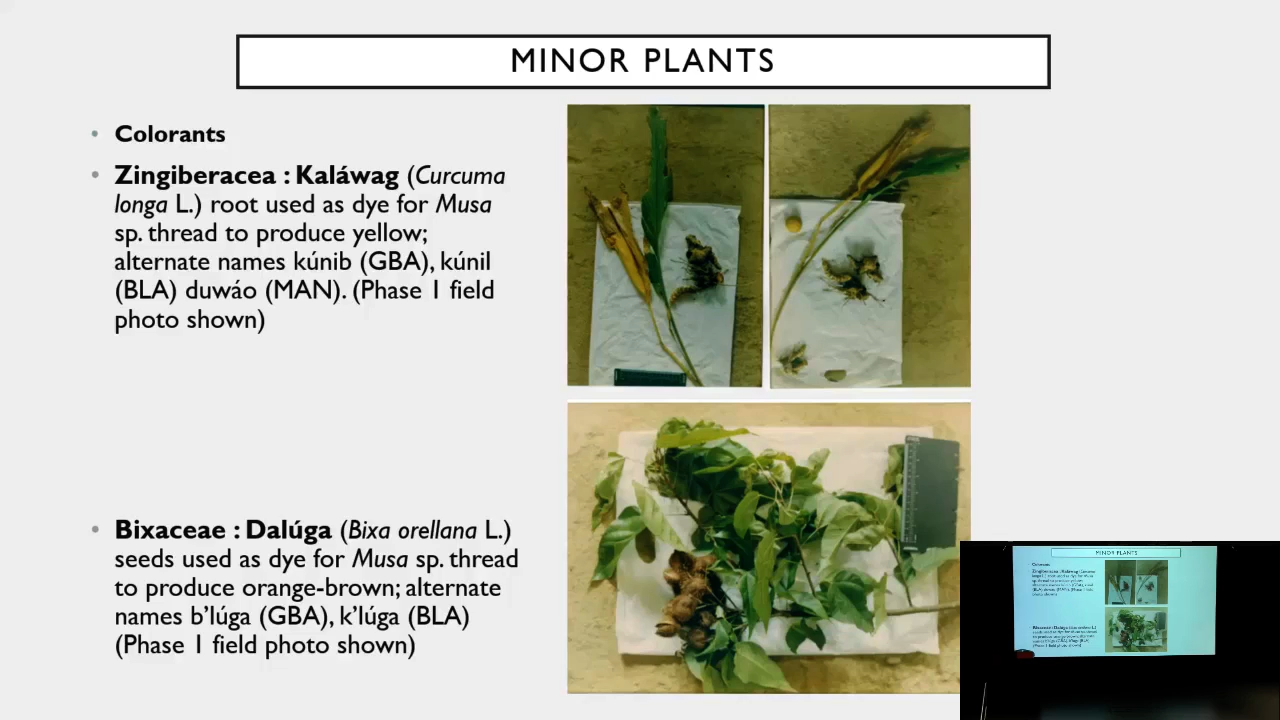 MINOR PLANTS
• Colorants
• Zingiberacea : Kaláwag (Curcuma
longa L.) root used as dye for Musa
sp. thread to produce yellow;
alternate names kúnib (GBA), kúnil
(BLA) duwáo (MAN). (Phase 1 field
photo shown)
• Bixaceae : Dalúga (Bixa orellana L.)
seeds used as dye for Musa sp. thread
to produce orange-brown; alternate
names b’lúga (GBA), k’lúga (BLA)
(Phase 1 field photo shown)
MINOR PLANTS